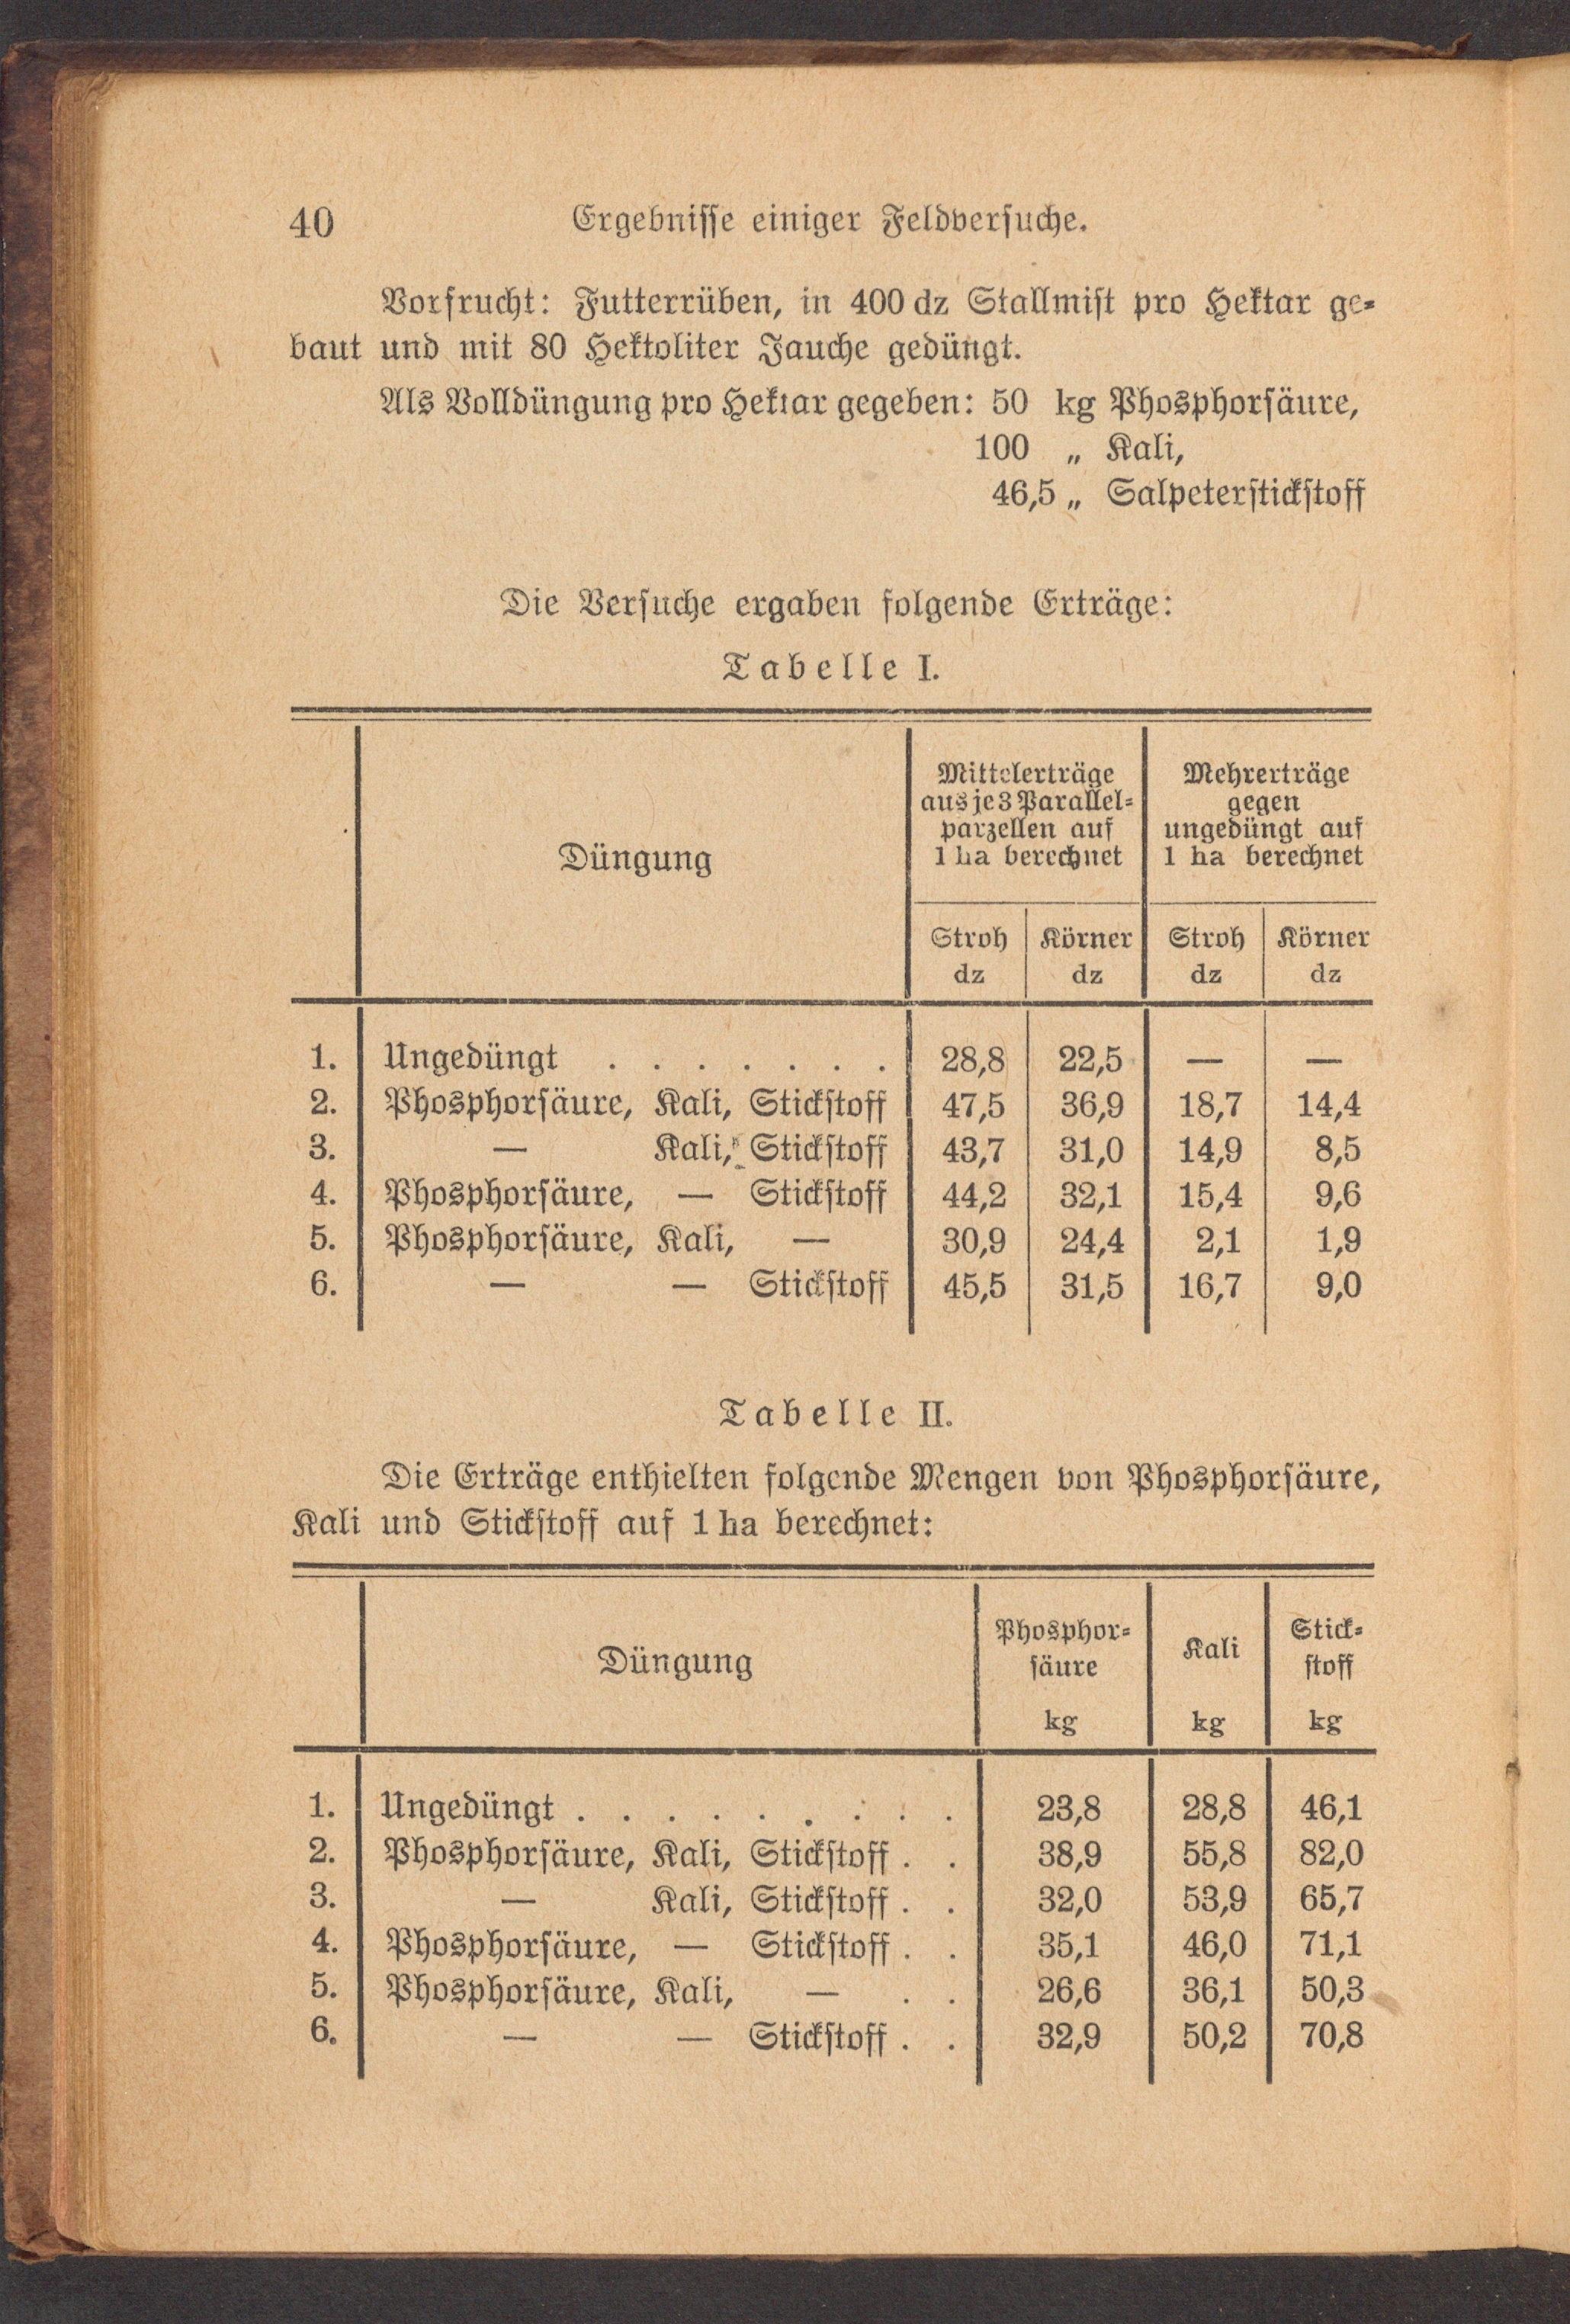 40 Ergebnisse einiger Feldversuche.
Vorfrucht: Futterrüben, in 400 dz Stallmist pro Hektar ge-
baut und mit 80 Hektoliter Jauche gedüngt.
Als Volldüngung pro Hektar gegeben: 50 kg Phosphorsäure,
100 „ Kali,
46,5 „ Salpeterstickstoff
Die Versuche ergaben folgende Erträge:
Tabelle I.
Düngung
Mittelerträge
aus je 3 Parallel-
parzellen auf
1 ha berechnet
Mehrerträge
gegen
ungedüngt auf
1 ha berechnet
Stroh Körner Stroh Körner
dz dz dz dz
1. Ungedüngt . . . . . . . 28,8 22,5 — —
2. Phosphorsäure, Kali, Stickstoff 47,5 36,9 18,7 14,4
3. — Kali, Stickstoff 43,7 31,0 14,9 8,5
4. Phosphorsäure, — Stickstoff 44,2 32,1 15,4 9,6
5. Phosphorsäure, Kali, — 30,9 24,4 2,1 1,9
6. — — Stickstoff 45,5 31,5 16,7 9,0
Tabelle II.
Die Erträge enthielten folgende Mengen von Phosphorsäure,
Kali und Stickstoff auf 1 ha berechnet:
Düngung
Phosphor-
säure
kg
Kali
kg
Stick-
stoff
kg
1. Ungedüngt . . . . . . . . . 23,8 28,8 46,1
2. Phosphorsäure, Kali, Stickstoff . . 38,9 55,8 82,0
3. — Kali, Stickstoff . . 32,0 53,9 65,7
4. Phosphorsäure, — Stickstoff . . 35,1 46,0 71,1
5. Phosphorsäure, Kali, — . . 26,6 36,1 50,3
6. — — Stickstoff . . 32,9 50,2 70,8